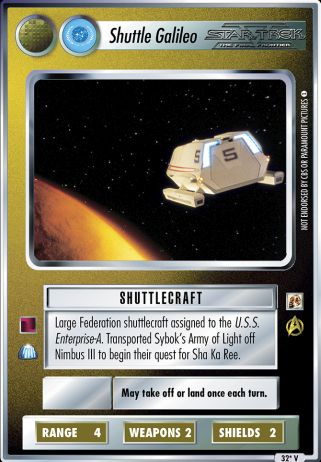 Shuttle Galileo
STAR TREK
THE FINAL FRONTIER
NOT ENDORSED BY CBS OR PARAMOUNT PICTURES
5
SHUTTLECRAFT
Large Federation shuttlecraft assigned to the U.S.S.
Enterprise-A. Transported Sybok's Army of Light off
Nimbus III to begin their quest for Sha Ka Ree.
May take off or land once each turn.
RANGE 4 WEAPONS 2 SHIELDS 2
32* V